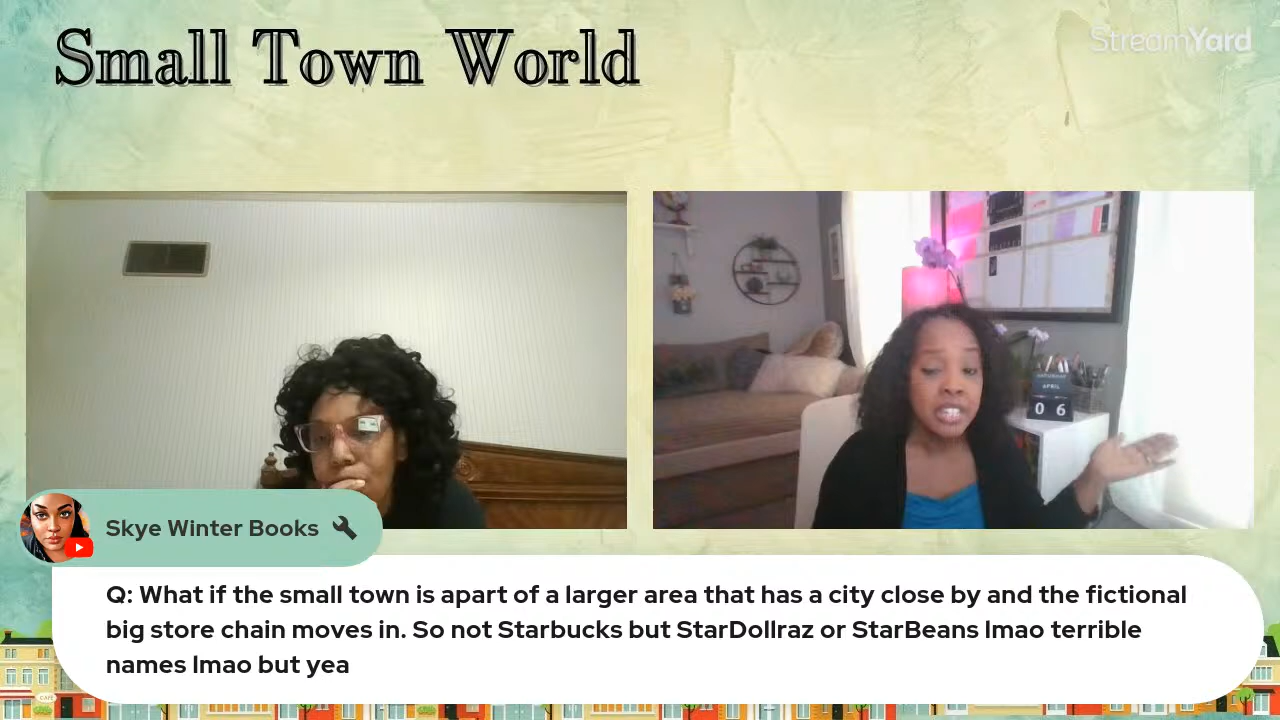 Small Town World
StreamYard
SATURDAY
APRIL
0 6
Skye Winter Books
Q: What if the small town is apart of a larger area that has a city close by and the fictional
big store chain moves in. So not Starbucks but StarDollraz or StarBeans lmao terrible
names lmao but yea
CAFE